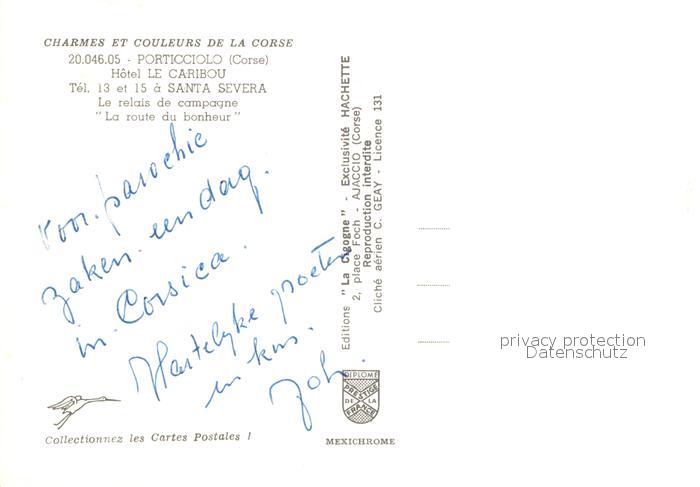 CHARMES ET COULEURS DE LA CORSE
20.046.05 - PORTICCIOLO (Corse)
Hôtel LE CARIBOU
Tél. 13 et 15 à SANTA SEVERA
Le relais de campagne
" La route du bonheur "
voor parochie
zaken een dag
in Corsica.
Hartelyke poeten
en kus.
Joh.
Editions " La Cigogne " - Exclusivité HACHETTE
2, place Foch - AJACCIO (Corse)
Reproduction interdite
Cliché aérien C. GEAY - Licence 131
privacy protection
Datenschutz
DIPLOME
PRESTIGE
DE LA
FRANCE
Collectionnez les Cartes Postales !
MEXICHROME